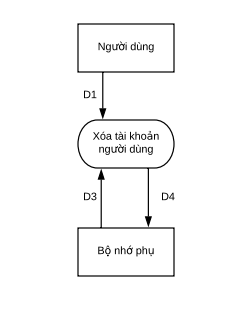 Người dùng
D1
Xóa tài khoản
người dùng
D3
D4
Bộ nhớ phụ